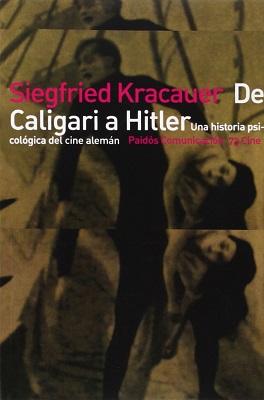 Siegfried Kracauer De
Caligari a Hitler Una historia psi-
cológica del cine alemán Paidós Comunicación 72 Cine